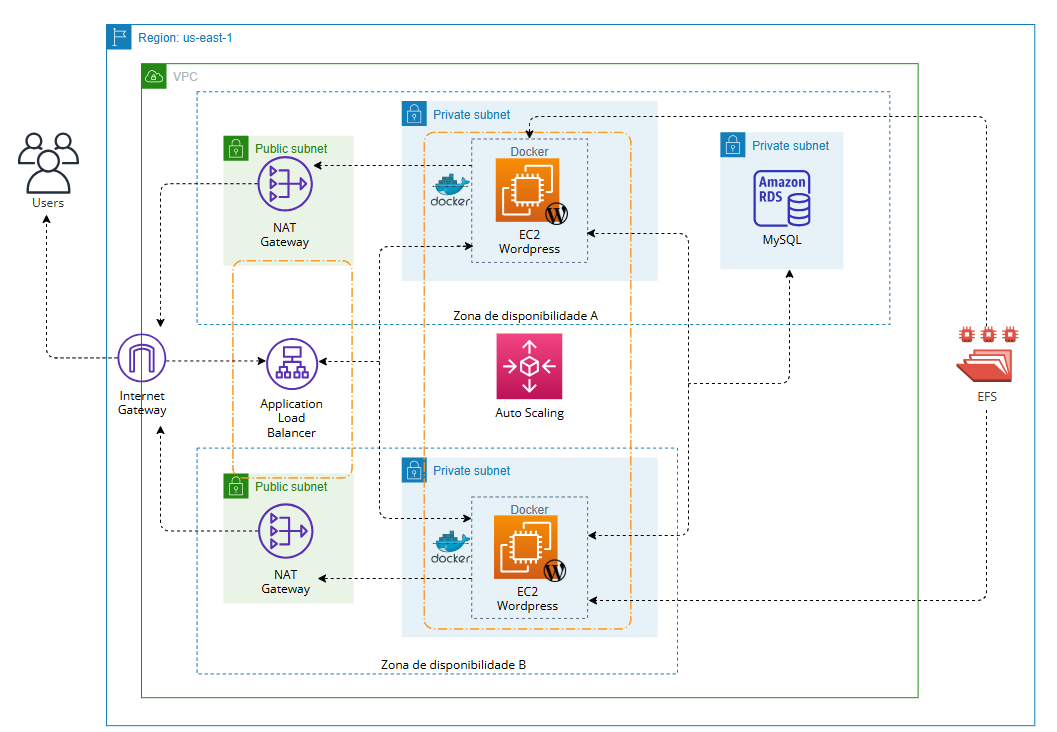 Region: us-east-1
VPC
Private subnet
Public subnet
Docker
Private subnet
Amazon
RDS
docker
Users
NAT
Gateway
EC2
Wordpress
MySQL
Zona de disponibilidade A
Internet
Gateway
Application
Load
Balancer
Auto Scaling
EFS
Private subnet
Public subnet
Docker
docker
NAT
Gateway
EC2
Wordpress
Zona de disponibilidade B